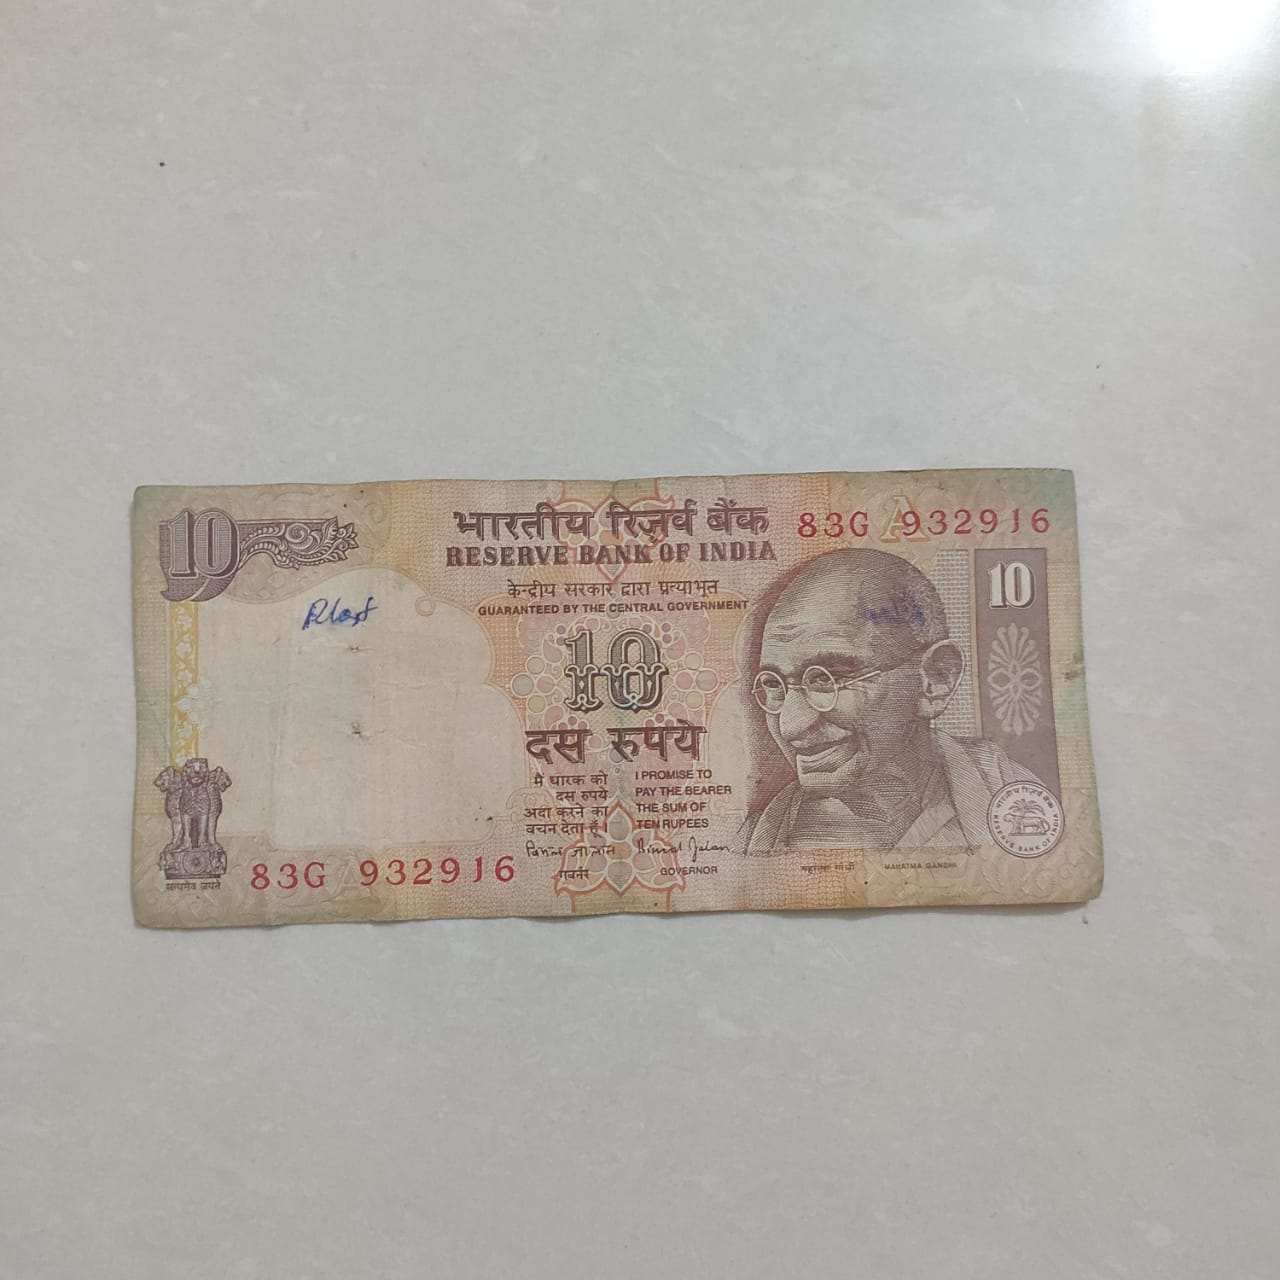 10
भारतीय रिज़र्व बैंक
RESERVE BANK OF INDIA
83G 932916
केन्द्रीय सरकार द्वारा प्रत्याभूत
GUARANTEED BY THE CENTRAL GOVERNMENT
10
10
दस रुपये
मैं धारक को
दस रुपये
अदा करने का
वचन देता हूँ।
I PROMISE TO
PAY THE BEARER
THE SUM OF
TEN RUPEES
बिमल जालान
Bimal Jalan
गवर्नर
GOVERNOR
महात्मा गांधी
MAHATMA GANDHI
भारतीय रिज़र्व बैंक
RESERVE BANK OF INDIA
सत्यमेव जयते
83G A 932916